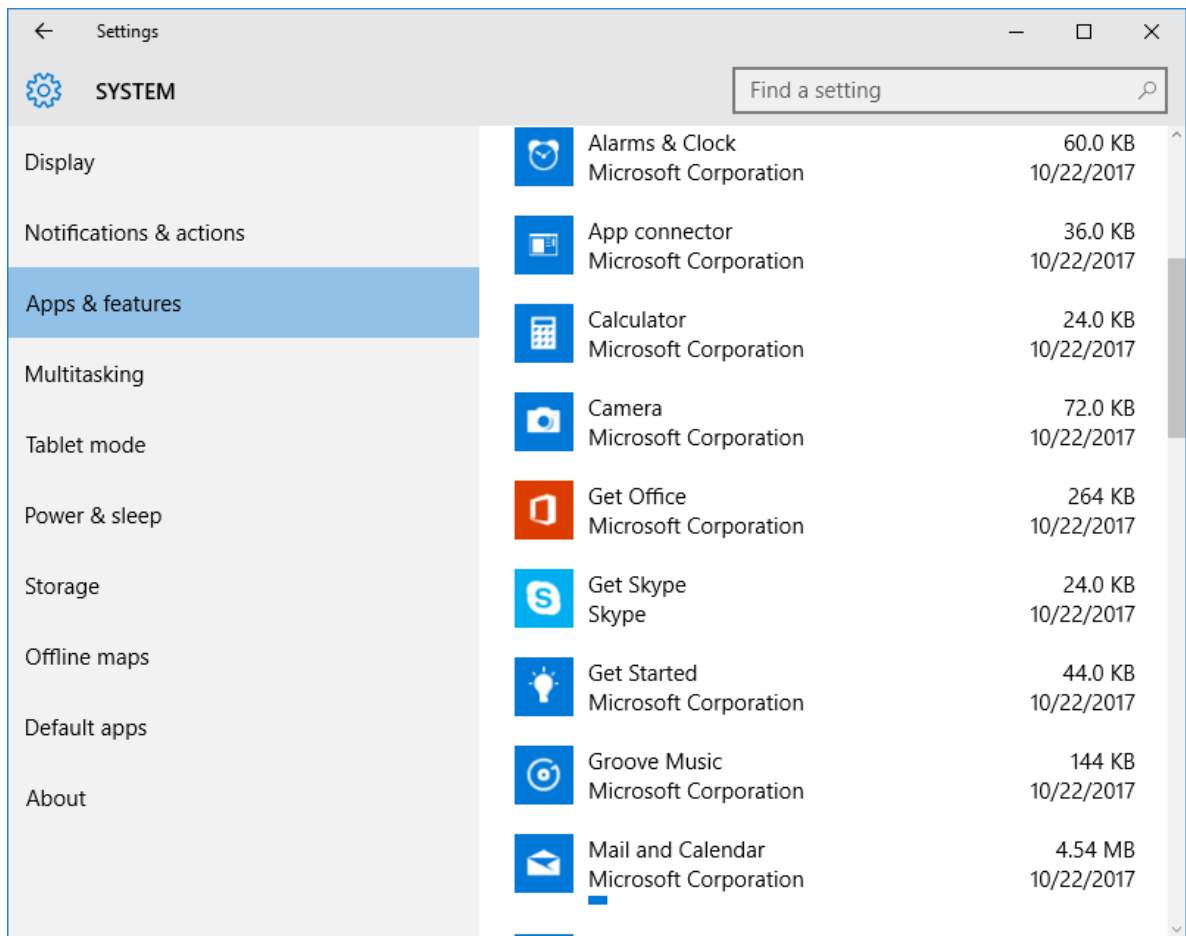 Settings
SYSTEM
Find a setting
Display
Notifications & actions
Apps & features
Multitasking
Tablet mode
Power & sleep
Storage
Offline maps
Default apps
About
Alarms & Clock 60.0 KB
Microsoft Corporation 10/22/2017
App connector 36.0 KB
Microsoft Corporation 10/22/2017
Calculator 24.0 KB
Microsoft Corporation 10/22/2017
Camera 72.0 KB
Microsoft Corporation 10/22/2017
Get Office 264 KB
Microsoft Corporation 10/22/2017
Get Skype 24.0 KB
Skype 10/22/2017
Get Started 44.0 KB
Microsoft Corporation 10/22/2017
Groove Music 144 KB
Microsoft Corporation 10/22/2017
Mail and Calendar 4.54 MB
Microsoft Corporation 10/22/2017